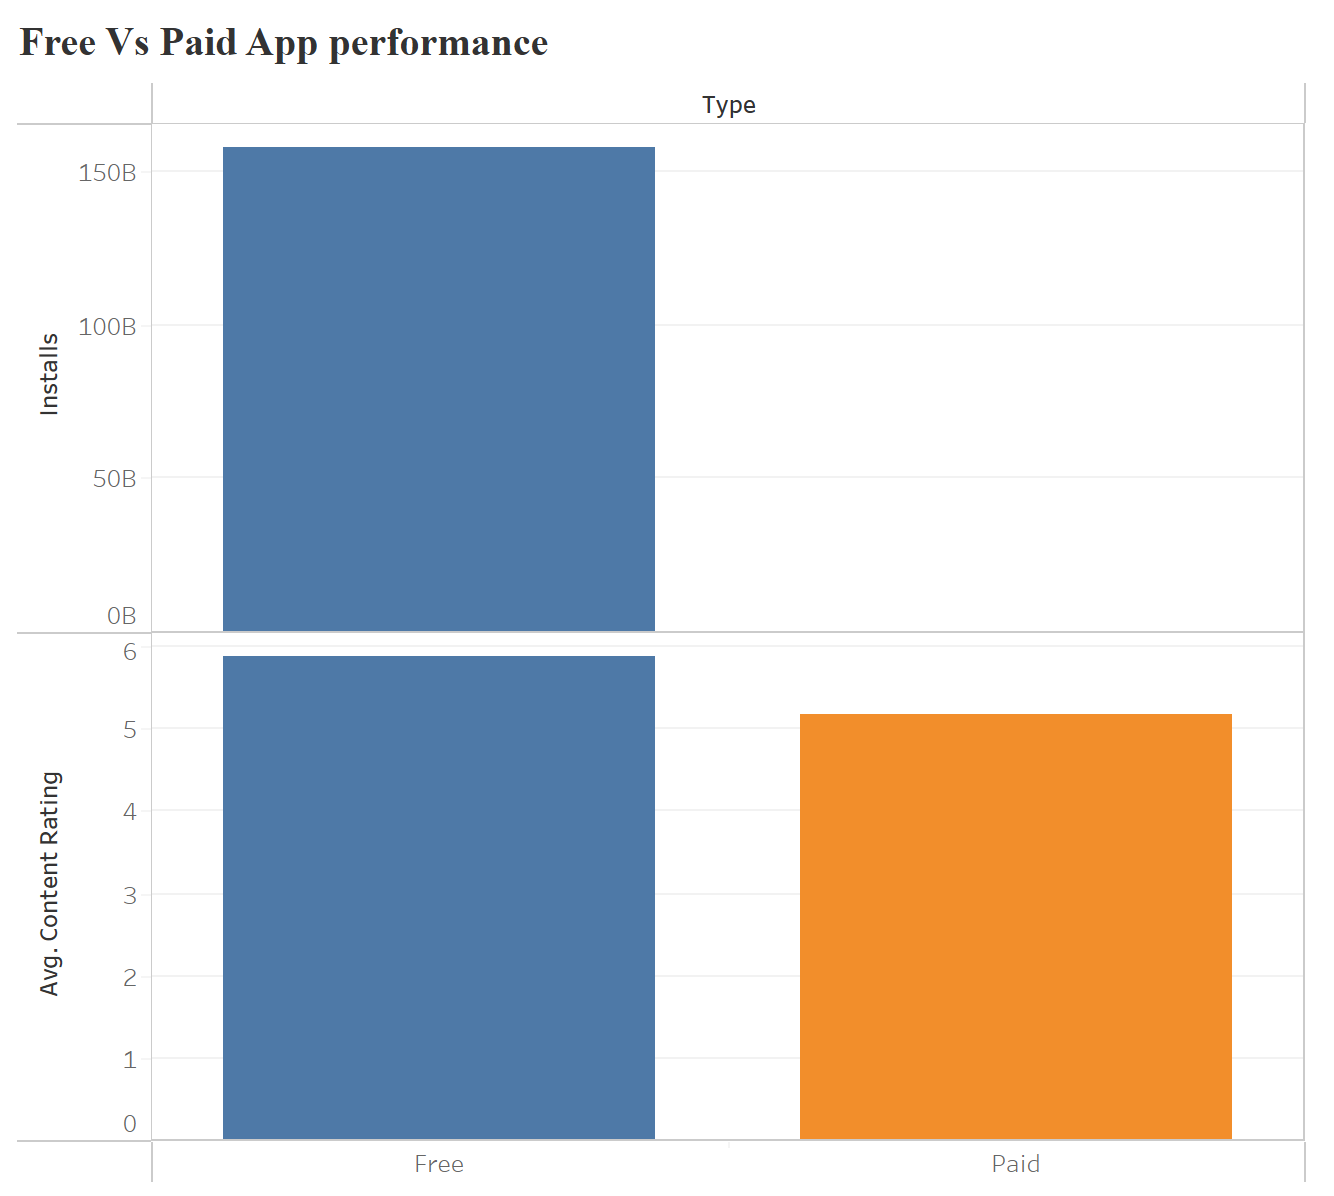 Free Vs Paid App performance
Type
Installs
150B
100B
50B
0B
Avg. Content Rating
6
5
4
3
2
1
0
Free
Paid